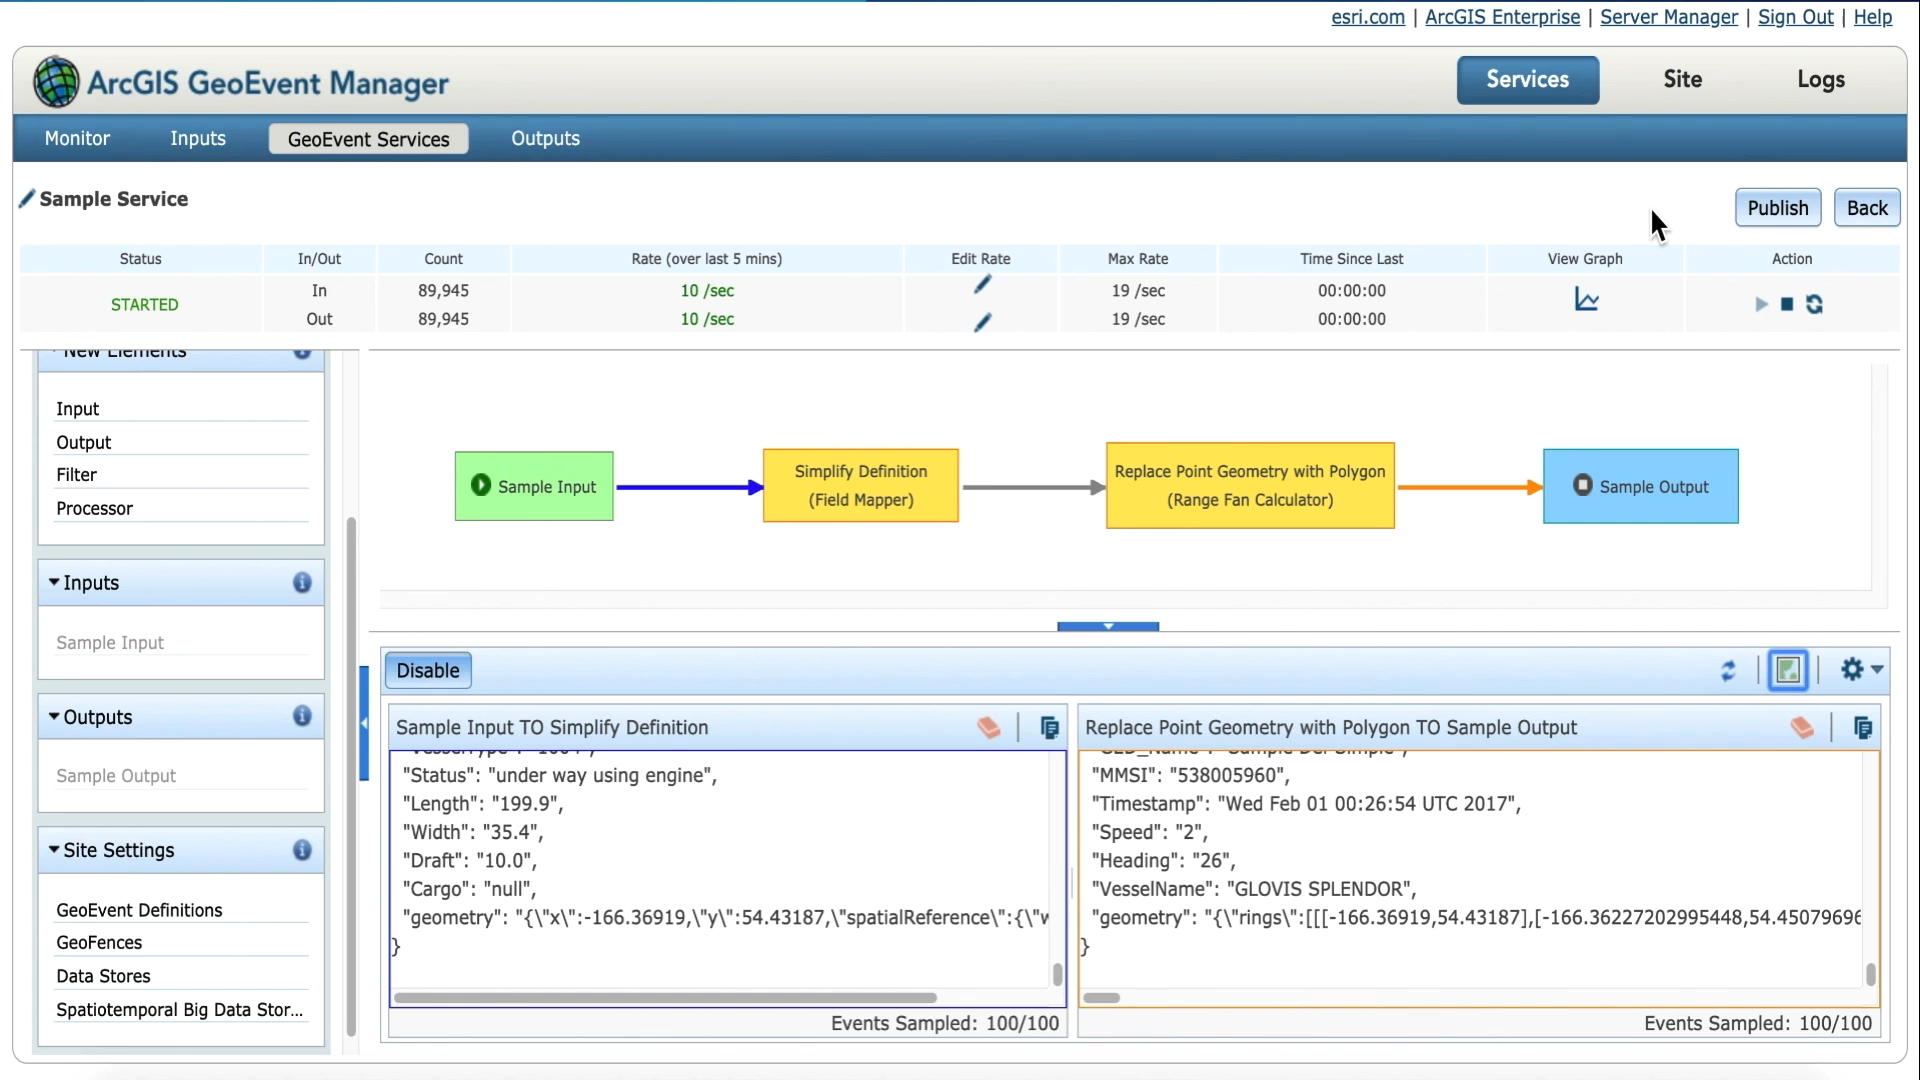 esri.com | ArcGIS Enterprise | Server Manager | Sign Out | Help
ArcGIS GeoEvent Manager
Services
Site
Logs
Monitor
Inputs
GeoEvent Services
Outputs
Sample Service
Publish
Back
Status In/Out Count Rate (over last 5 mins) Edit Rate Max Rate Time Since Last View Graph Action
STARTED
In 89,945 10 /sec 19 /sec 00:00:00
Out 89,945 10 /sec 19 /sec 00:00:00
New Elements
Input
Output
Filter
Processor
Inputs
Sample Input
Outputs
Sample Output
Site Settings
GeoEvent Definitions
GeoFences
Data Stores
Spatiotemporal Big Data Stor...
Sample Input
Simplify Definition
(Field Mapper)
Replace Point Geometry with Polygon
(Range Fan Calculator)
Sample Output
Disable
Sample Input TO Simplify Definition
"Status": "under way using engine",
"Length": "199.9",
"Width": "35.4",
"Draft": "10.0",
"Cargo": "null",
"geometry": "{\"x\":-166.36919,\"y\":54.43187,\"spatialReference\":{\"w
}
Events Sampled: 100/100
Replace Point Geometry with Polygon TO Sample Output
"MMSI": "538005960",
"Timestamp": "Wed Feb 01 00:26:54 UTC 2017",
"Speed": "2",
"Heading": "26",
"VesselName": "GLOVIS SPLENDOR",
"geometry": "{\"rings\":[[[-166.36919,54.43187],[-166.36227202995448,54.45079696
}
Events Sampled: 100/100